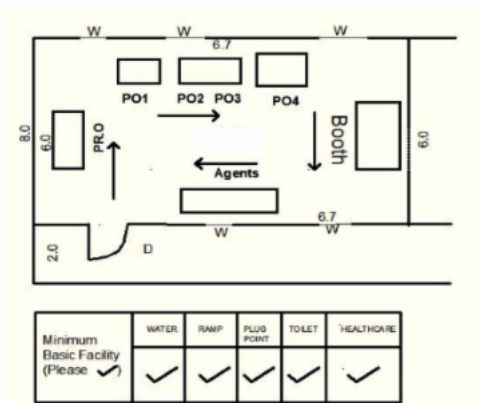 W W W
6.7
PO1 PO2 PO3 PO4
8.0
6.0
PR.O
Booth
6.0
Agents
6.7
W W
2.0
D
Minimum
Basic Facility
(Please ✓)
WATER
RAMP
PLUG
POINT
TOILET
HEALTHCARE
✓ ✓ ✓ ✓ ✓